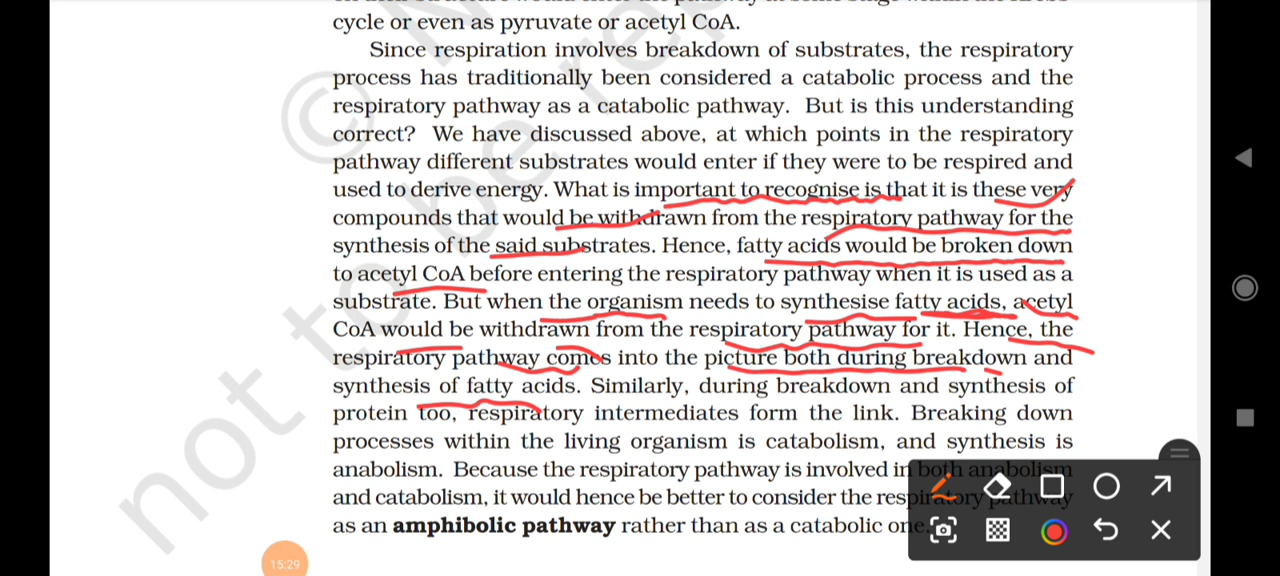 cycle or even as pyruvate or acetyl CoA.
Since respiration involves breakdown of substrates, the respiratory
process has traditionally been considered a catabolic process and the
respiratory pathway as a catabolic pathway. But is this understanding
correct? We have discussed above, at which points in the respiratory
pathway different substrates would enter if they were to be respired and
used to derive energy. What is important to recognise is that it is these very
compounds that would be withdrawn from the respiratory pathway for the
synthesis of the said substrates. Hence, fatty acids would be broken down
to acetyl CoA before entering the respiratory pathway when it is used as a
substrate. But when the organism needs to synthesise fatty acids, acetyl
CoA would be withdrawn from the respiratory pathway for it. Hence, the
respiratory pathway comes into the picture both during breakdown and
synthesis of fatty acids. Similarly, during breakdown and synthesis of
protein too, respiratory intermediates form the link. Breaking down
processes within the living organism is catabolism, and synthesis is
anabolism. Because the respiratory pathway is involved in both anabolism
and catabolism, it would hence be better to consider the respiratory pathway
as an amphibolic pathway rather than as a catabolic one.
© 
not to be
15:29